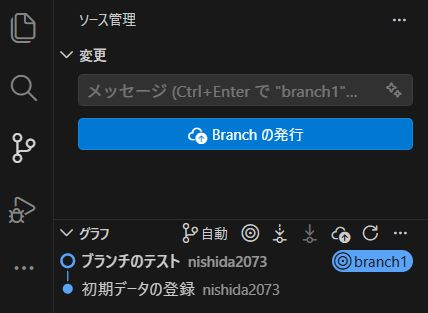 ソース管理
変更
メッセージ (Ctrl+Enter で "branch1"...
Branch の発行
グラフ 自動
ブランチのテスト nishida2073 branch1
初期データの登録 nishida2073